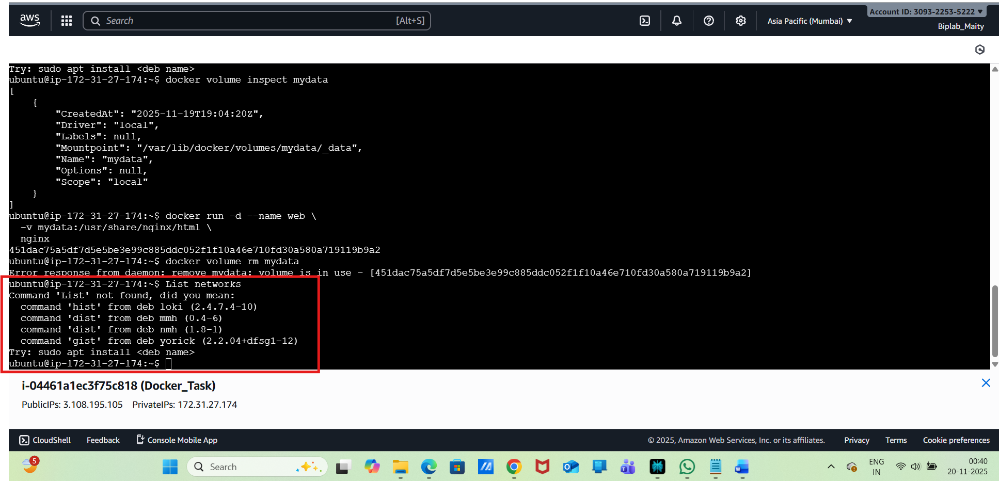 aws
Search
[Alt+S]
Asia Pacific (Mumbai) ▼
Account ID: 3093-2253-5222 ▼
Biplab_Maity
Try: sudo apt install <deb name>
ubuntu@ip-172-31-27-174:~$ docker volume inspect mydata
[
    {
        "CreatedAt": "2025-11-19T19:04:20Z",
        "Driver": "local",
        "Labels": null,
        "Mountpoint": "/var/lib/docker/volumes/mydata/_data",
        "Name": "mydata",
        "Options": null,
        "Scope": "local"
    }
]
ubuntu@ip-172-31-27-174:~$ docker run -d --name web \
  -v mydata:/usr/share/nginx/html \
  nginx
451dac75a5df7d5e5be3e99c885ddc052f1f10a46e710fd30a580a719119b9a2
ubuntu@ip-172-31-27-174:~$ docker volume rm mydata
Error response from daemon: remove mydata: volume is in use - [451dac75a5df7d5e5be3e99c885ddc052f1f10a46e710fd30a580a719119b9a2]
ubuntu@ip-172-31-27-174:~$ List networks
Command 'List' not found, did you mean:
  command 'hist' from deb loki (2.4.7.4-10)
  command 'dist' from deb mmh (0.4-6)
  command 'dist' from deb nmh (1.8-1)
  command 'gist' from deb yorick (2.2.04+dfsg1-12)
Try: sudo apt install <deb name>
ubuntu@ip-172-31-27-174:~$
i-04461a1ec3f75c818 (Docker_Task)
PublicIPs: 3.108.195.105 PrivateIPs: 172.31.27.174
CloudShell Feedback Console Mobile App
© 2025, Amazon Web Services, Inc. or its affiliates. Privacy Terms Cookie preferences
5
Search
ENG
IN
00:40
20-11-2025